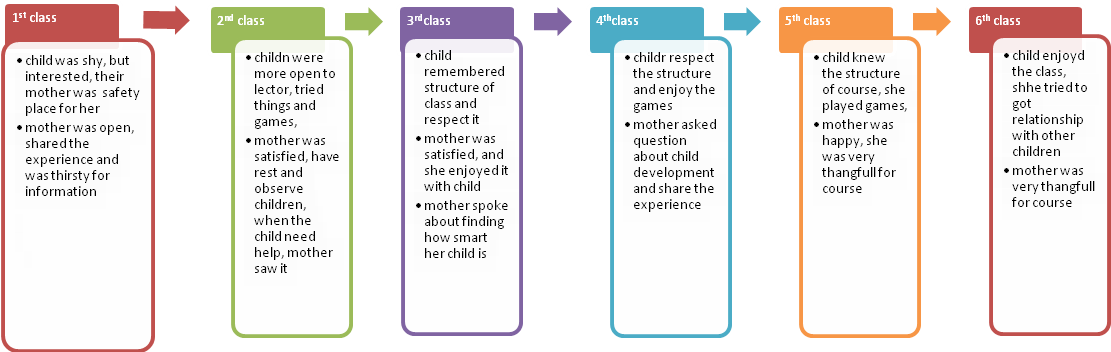 1st class
• child was shy, but
interested, their
mother was safety
place for her
• mother was open,
shared the
experience and
was thirsty for
information
2nd class
• childn were
more open to
lector, tried
things and
games,
• mother was
satisfied, have
rest and
observe
children,
when the
child need
help, mother
saw it
3rd class
• child
remembered
structure of
class and
respect it
• mother was
satisfied, and
she enjoyed it
with child
• mother spoke
about finding
how smart
her child is
4thclass
• childr respect
the structure
and enjoy the
games
• mother asked
question
about child
development
and share the
experience
5th class
• child knew
the structure
of course, she
played games,
• mother was
happy, she
was very
thangfull for
course
6th class
• child enjoyd
the class,
shhe tried to
got
relationship
with other
children
• mother was
very thangfull
for course